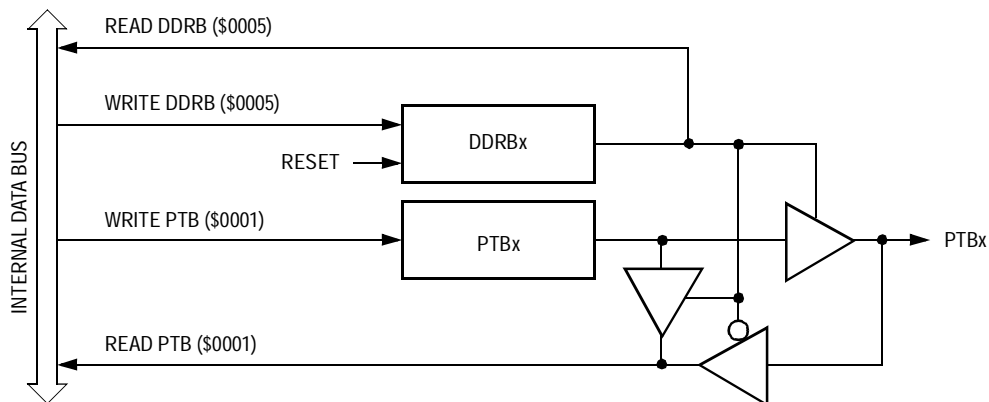 READ DDRB ($0005)
WRITE DDRB ($0005)
DDRBx
RESET
INTERNAL DATA BUS
WRITE PTB ($0001)
PTBx
PTBx
READ PTB ($0001)